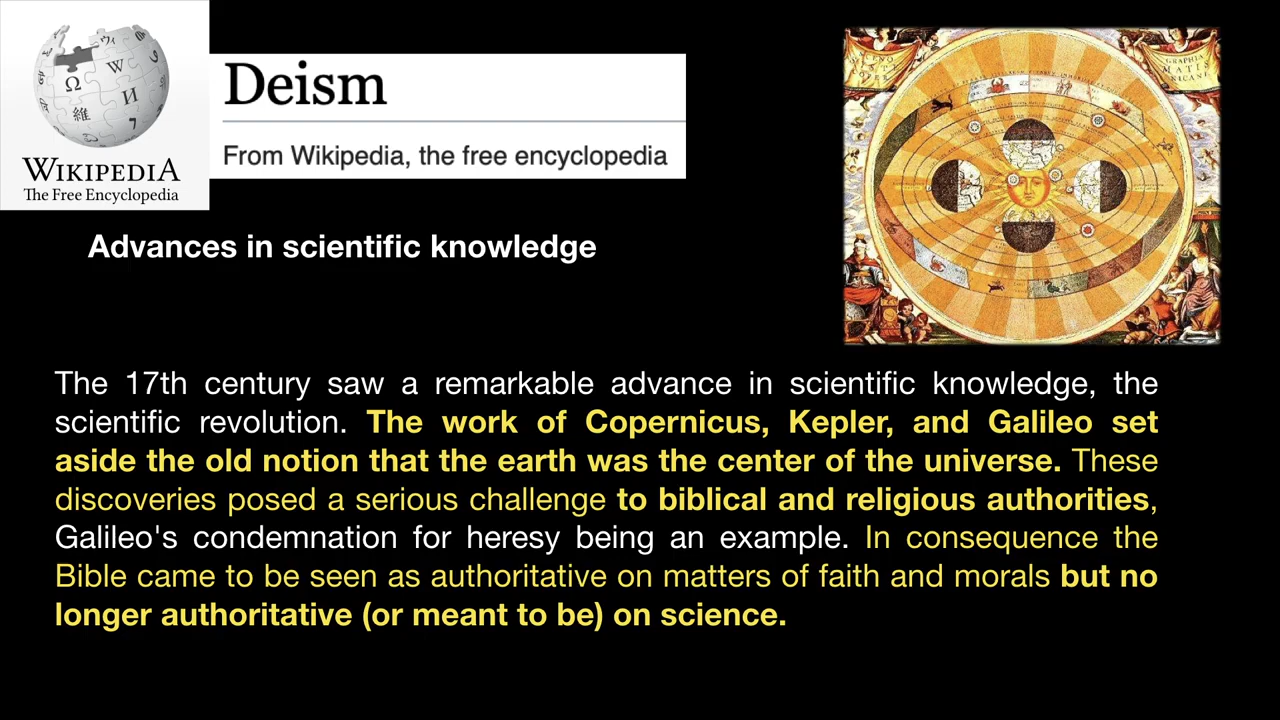 WIKIPEDIA
The Free Encyclopedia
Deism
From Wikipedia, the free encyclopedia
Advances in scientific knowledge
The 17th century saw a remarkable advance in scientific knowledge, the
scientific revolution. The work of Copernicus, Kepler, and Galileo set
aside the old notion that the earth was the center of the universe. These
discoveries posed a serious challenge to biblical and religious authorities,
Galileo's condemnation for heresy being an example. In consequence the
Bible came to be seen as authoritative on matters of faith and morals but no
longer authoritative (or meant to be) on science.